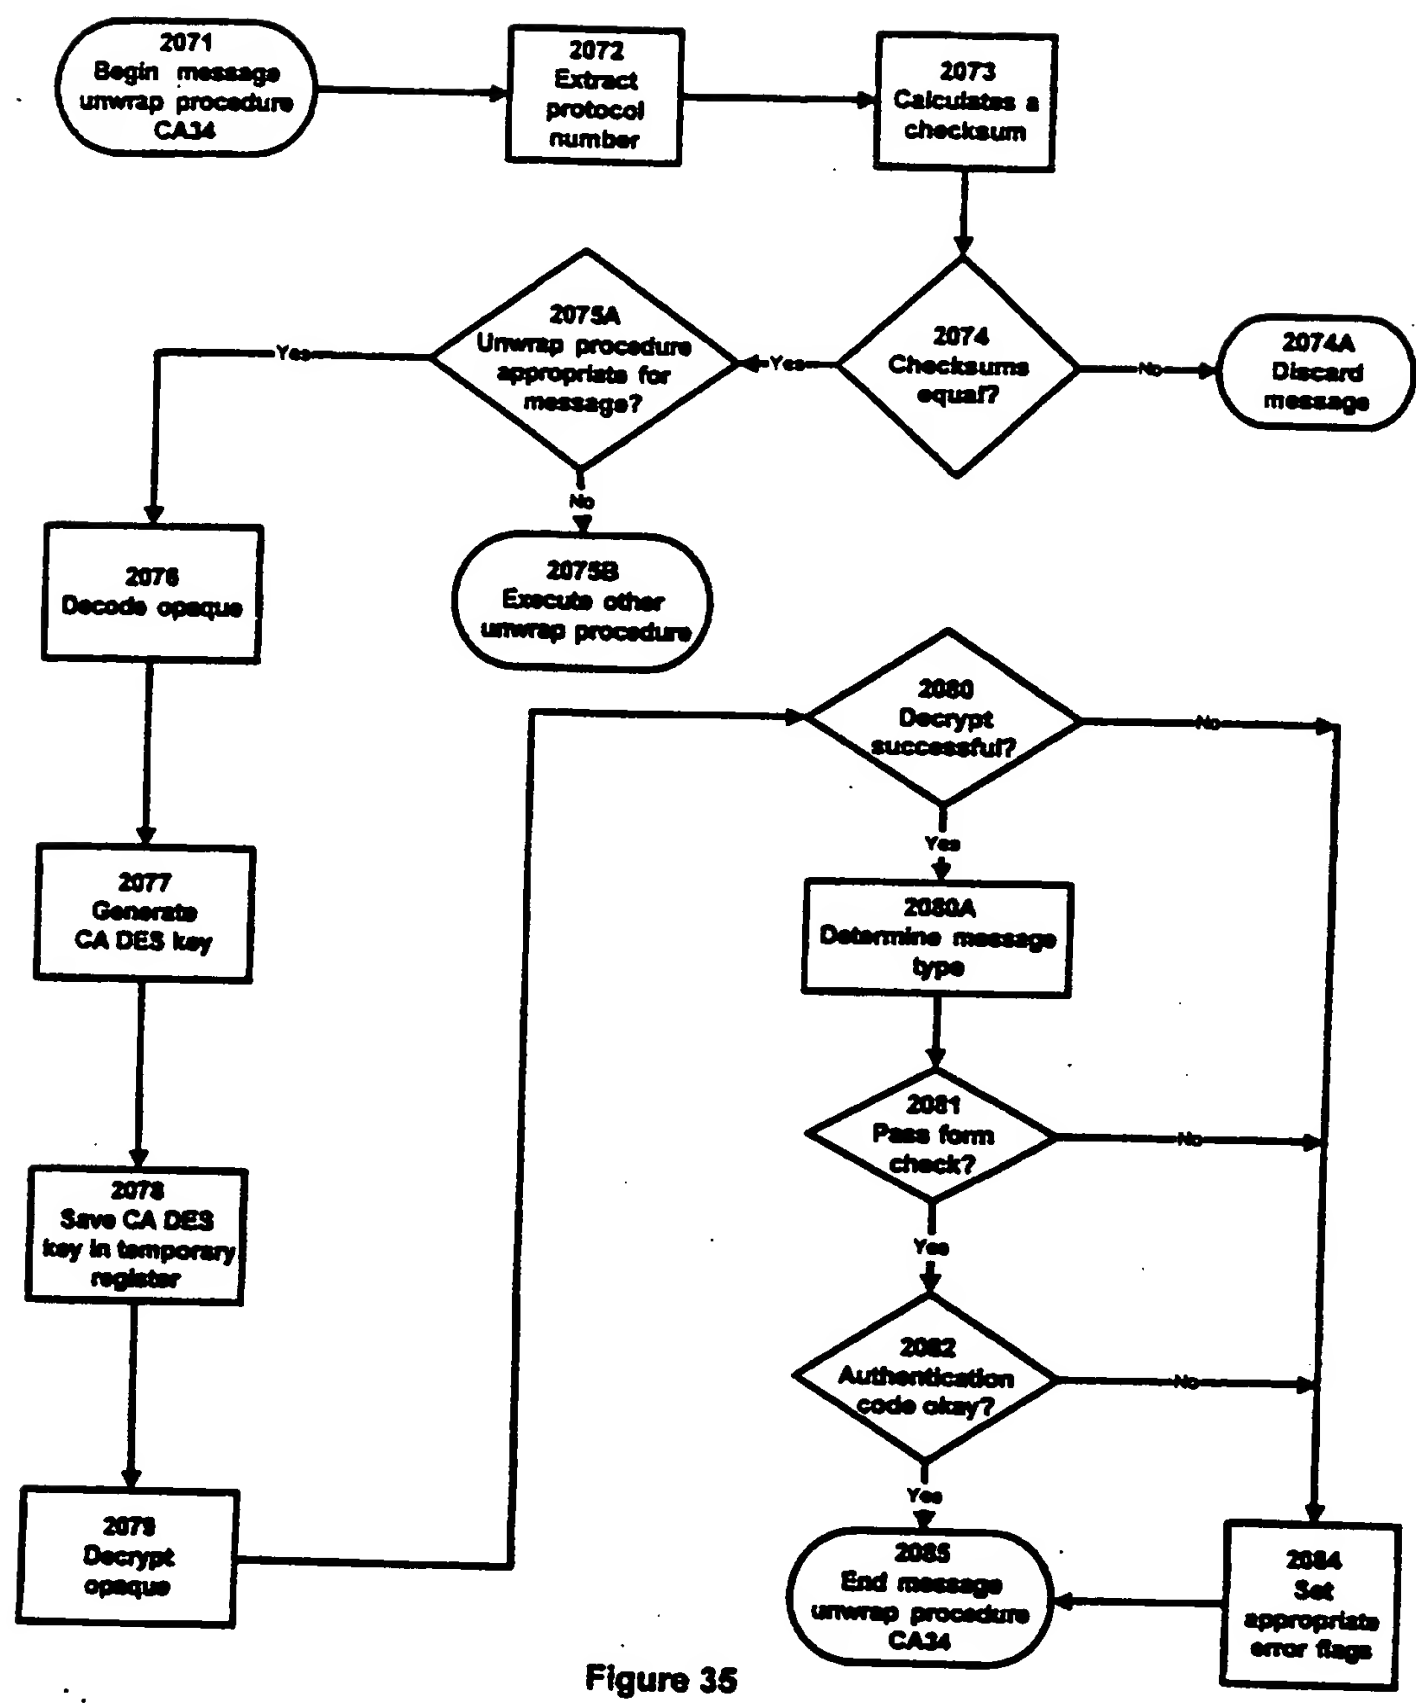 2071
Begin message
unwrap procedure
CA34
2072
Extract
protocol
number
2073
Calculates a
checksum
2074
Checksums
equal?
No
2074A
Discard
message
Yes
2075A
Unwrap procedure
appropriate for
message?
Yes
No
2075B
Execute other
unwrap procedure
2076
Decode opaque
2077
Generate
CA DES key
2078
Save CA DES
key in temporary
register
2079
Decrypt
opaque
2080
Decrypt
successful?
No
Yes
2080A
Determine message
type
2081
Pass form
check?
No
Yes
2082
Authentication
code okay?
No
Yes
2085
End message
unwrap procedure
CA34
2084
Set
appropriate
error flags
Figure 35